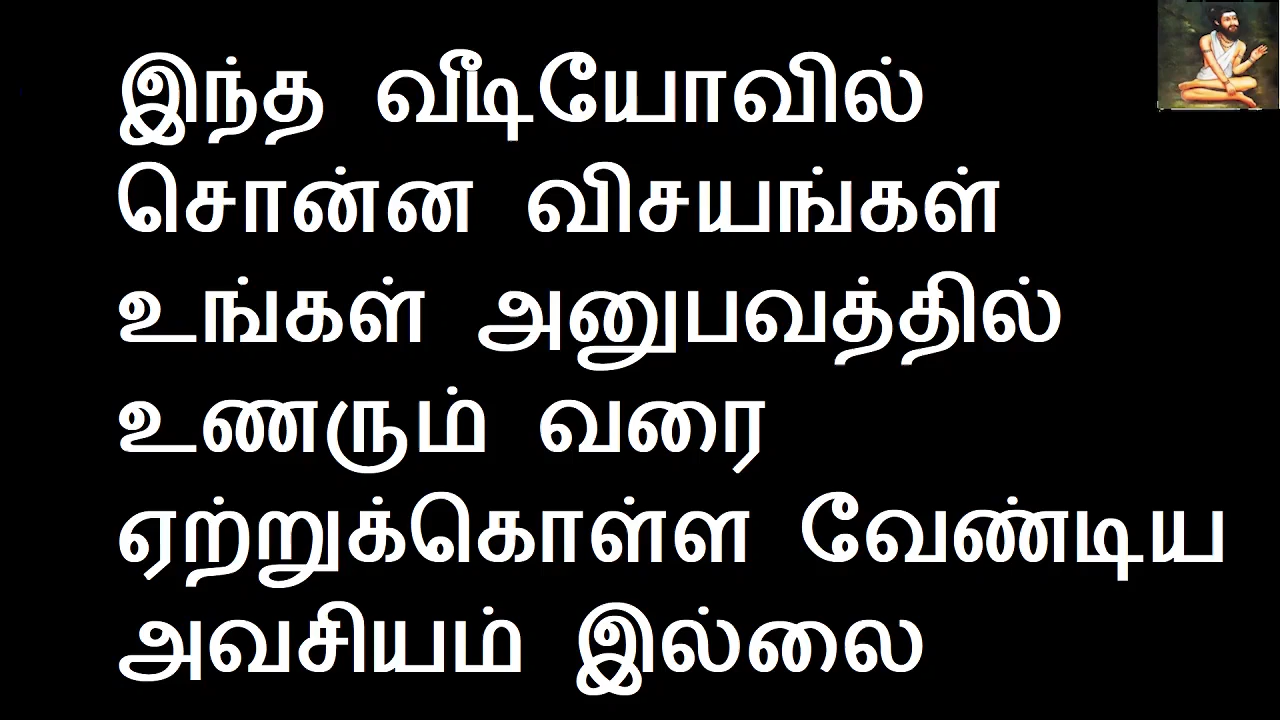 இந்த வீடியோவில்
சொன்ன விசயங்கள்
உங்கள் அனுபவத்தில்
உணரும் வரை
ஏற்றுக்கொள்ள வேண்டிய
அவசியம் இல்லை